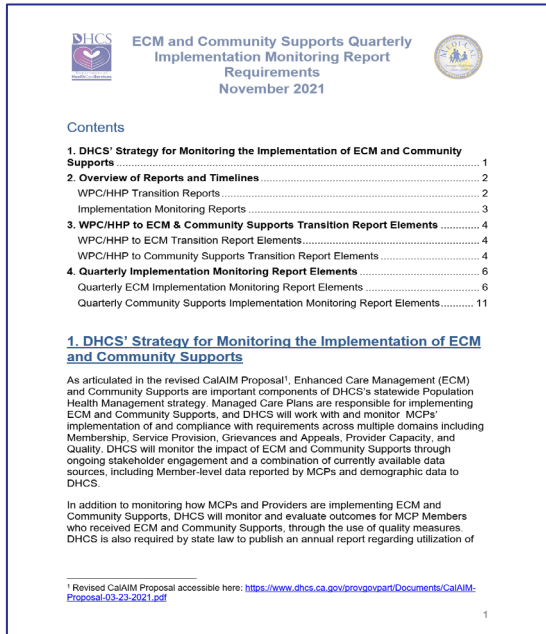 DHCS
HealthCareServices
ECM and Community Supports Quarterly
Implementation Monitoring Report
Requirements
November 2021
MEDI-CAL
Contents
1. DHCS' Strategy for Monitoring the Implementation of ECM and Community
Supports ........ 1
2. Overview of Reports and Timelines ........ 2
WPC/HHP Transition Reports ........ 2
Implementation Monitoring Reports ........ 3
3. WPC/HHP to ECM & Community Supports Transition Report Elements ........ 4
WPC/HHP to ECM Transition Report Elements ........ 4
WPC/HHP to Community Supports Transition Report Elements ........ 4
4. Quarterly Implementation Monitoring Report Elements ........ 6
Quarterly ECM Implementation Monitoring Report Elements ........ 6
Quarterly Community Supports Implementation Monitoring Report Elements ........ 11
1. DHCS' Strategy for Monitoring the Implementation of ECM
and Community Supports
As articulated in the revised CalAIM Proposal1, Enhanced Care Management (ECM)
and Community Supports are important components of DHCS's statewide Population
Health Management strategy. Managed Care Plans are responsible for implementing
ECM and Community Supports, and DHCS will work with and monitor MCPs'
implementation of and compliance with requirements across multiple domains including
Membership, Service Provision, Grievances and Appeals, Provider Capacity, and
Quality. DHCS will monitor the impact of ECM and Community Supports through
ongoing stakeholder engagement and a combination of currently available data
sources, including Member-level data reported by MCPs and demographic data to
DHCS.
In addition to monitoring how MCPs and Providers are implementing ECM and
Community Supports, DHCS will monitor and evaluate outcomes for MCP Members
who received ECM and Community Supports, through the use of quality measures.
DHCS is also required by state law to publish an annual report regarding utilization of
1 Revised CalAIM Proposal accessible here: https://www.dhcs.ca.gov/provgovpart/Documents/CalAIM-
Proposal-03-23-2021.pdf
1